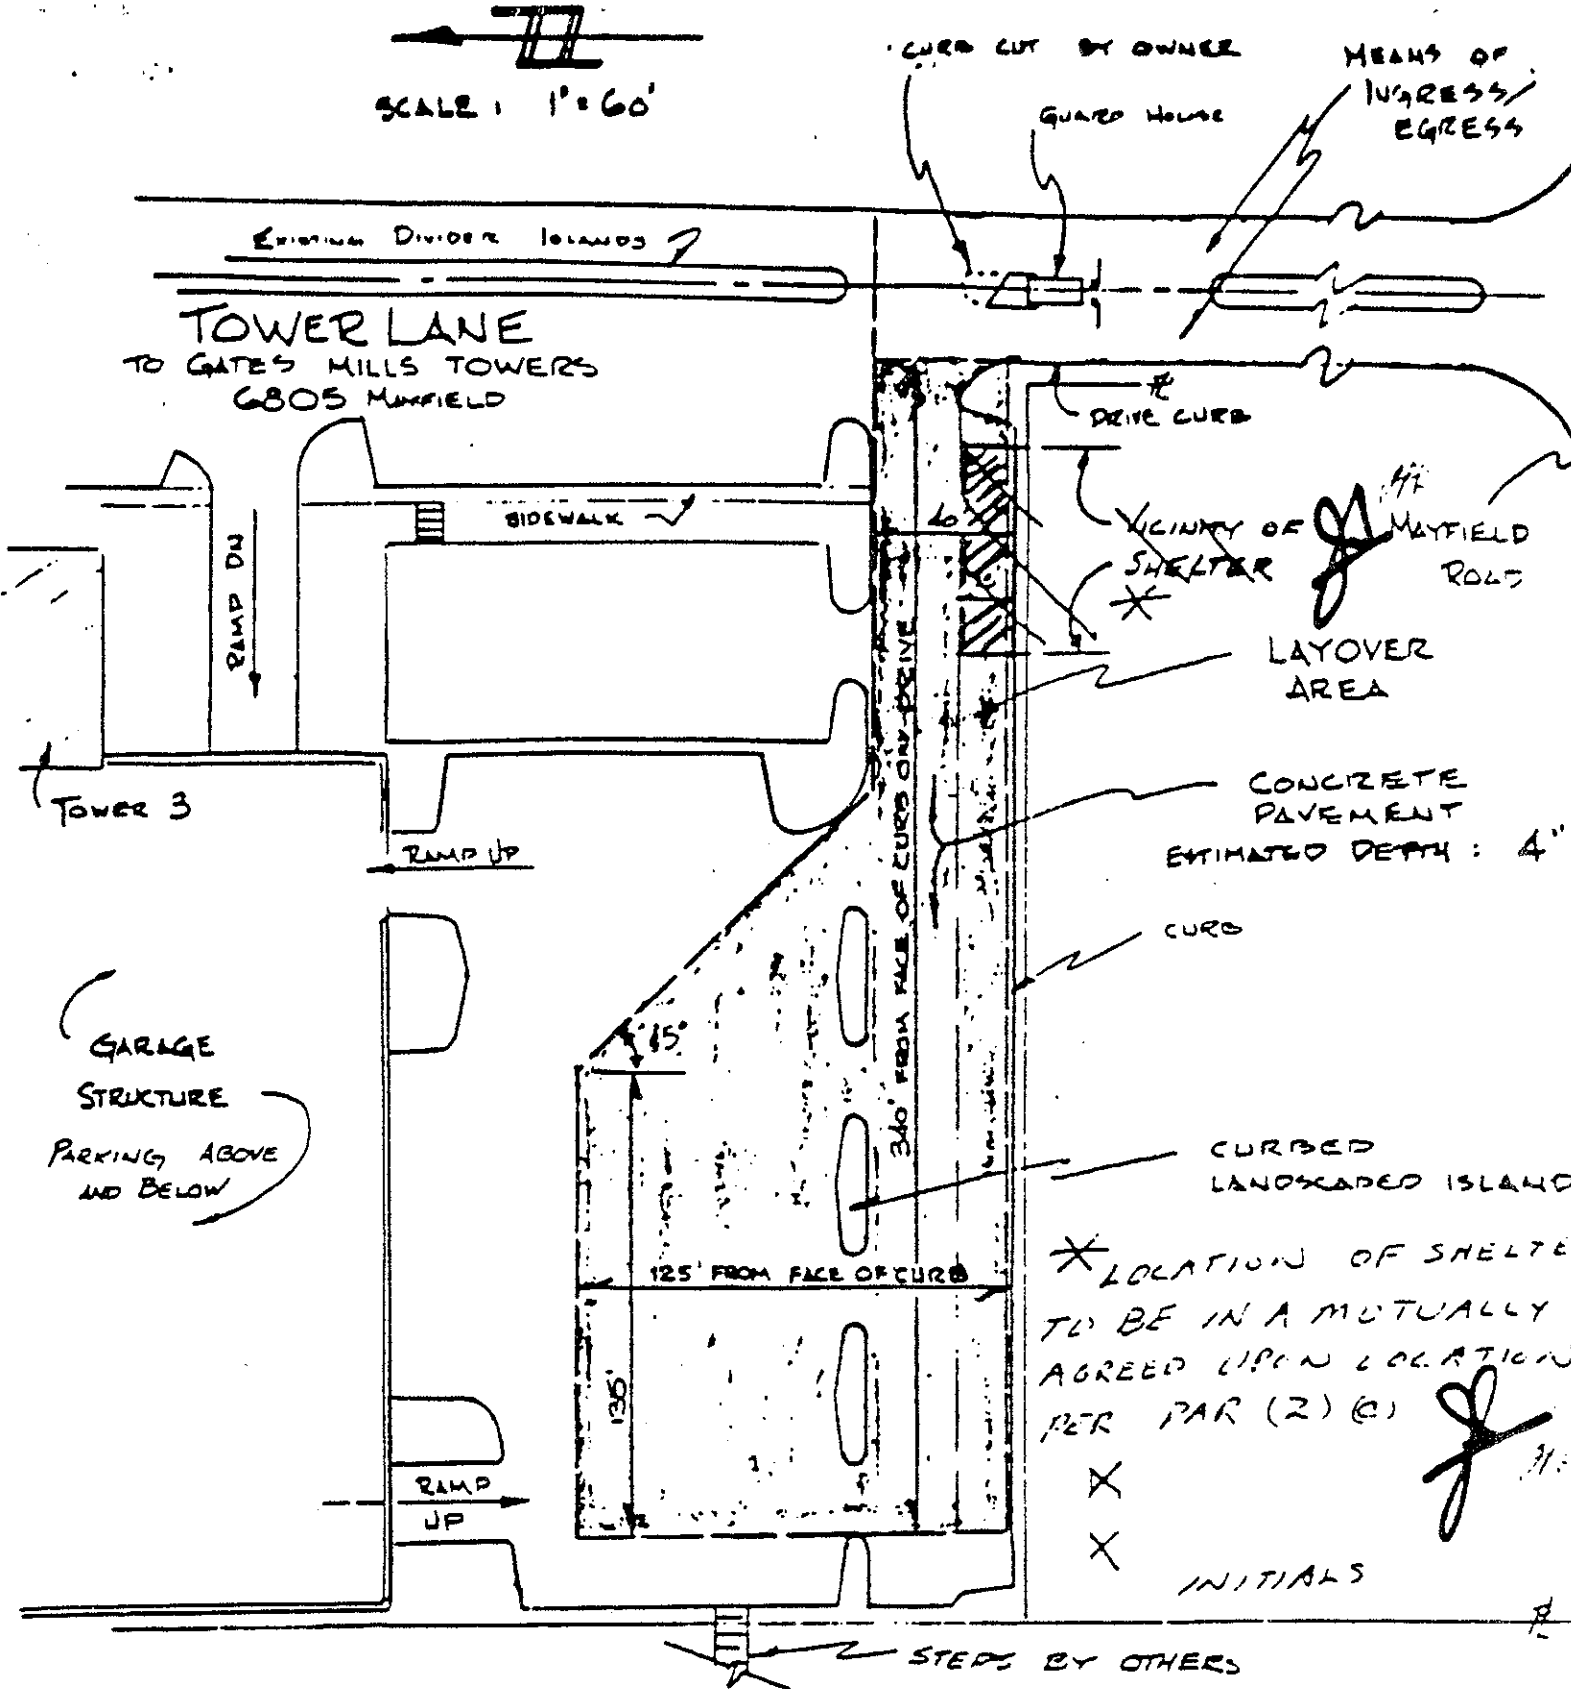 SCALE: 1" = 60'
CURB CUT BY OWNER
GUARD HOUSE
MEANS OF
INGRESS/
EGRESS
EXISTING DIVIDER ISLANDS
TOWER LANE
TO GATES MILLS TOWERS
6805 MAYFIELD
DRIVE CURB
SIDEWALK
RAMP DN
VICINITY OF
SHELTER
MAYFIELD
ROAD
LAYOVER
AREA
TOWER 3
RAMP UP
CONCRETE
PAVEMENT
ESTIMATED DEPTH: 4"
340' FROM FACE OF CURB ON DRIVE
CURB
45°
GARAGE
STRUCTURE
PARKING ABOVE
AND BELOW
CURBED
LANDSCAPED ISLAND
125' FROM FACE OF CURB
135'
* LOCATION OF SHELTE
TO BE IN A MUTUALLY
AGREED UPON LOCATION
PER PAR (2)
RAMP
UP
X
X
INITIALS
STEPS BY OTHERS